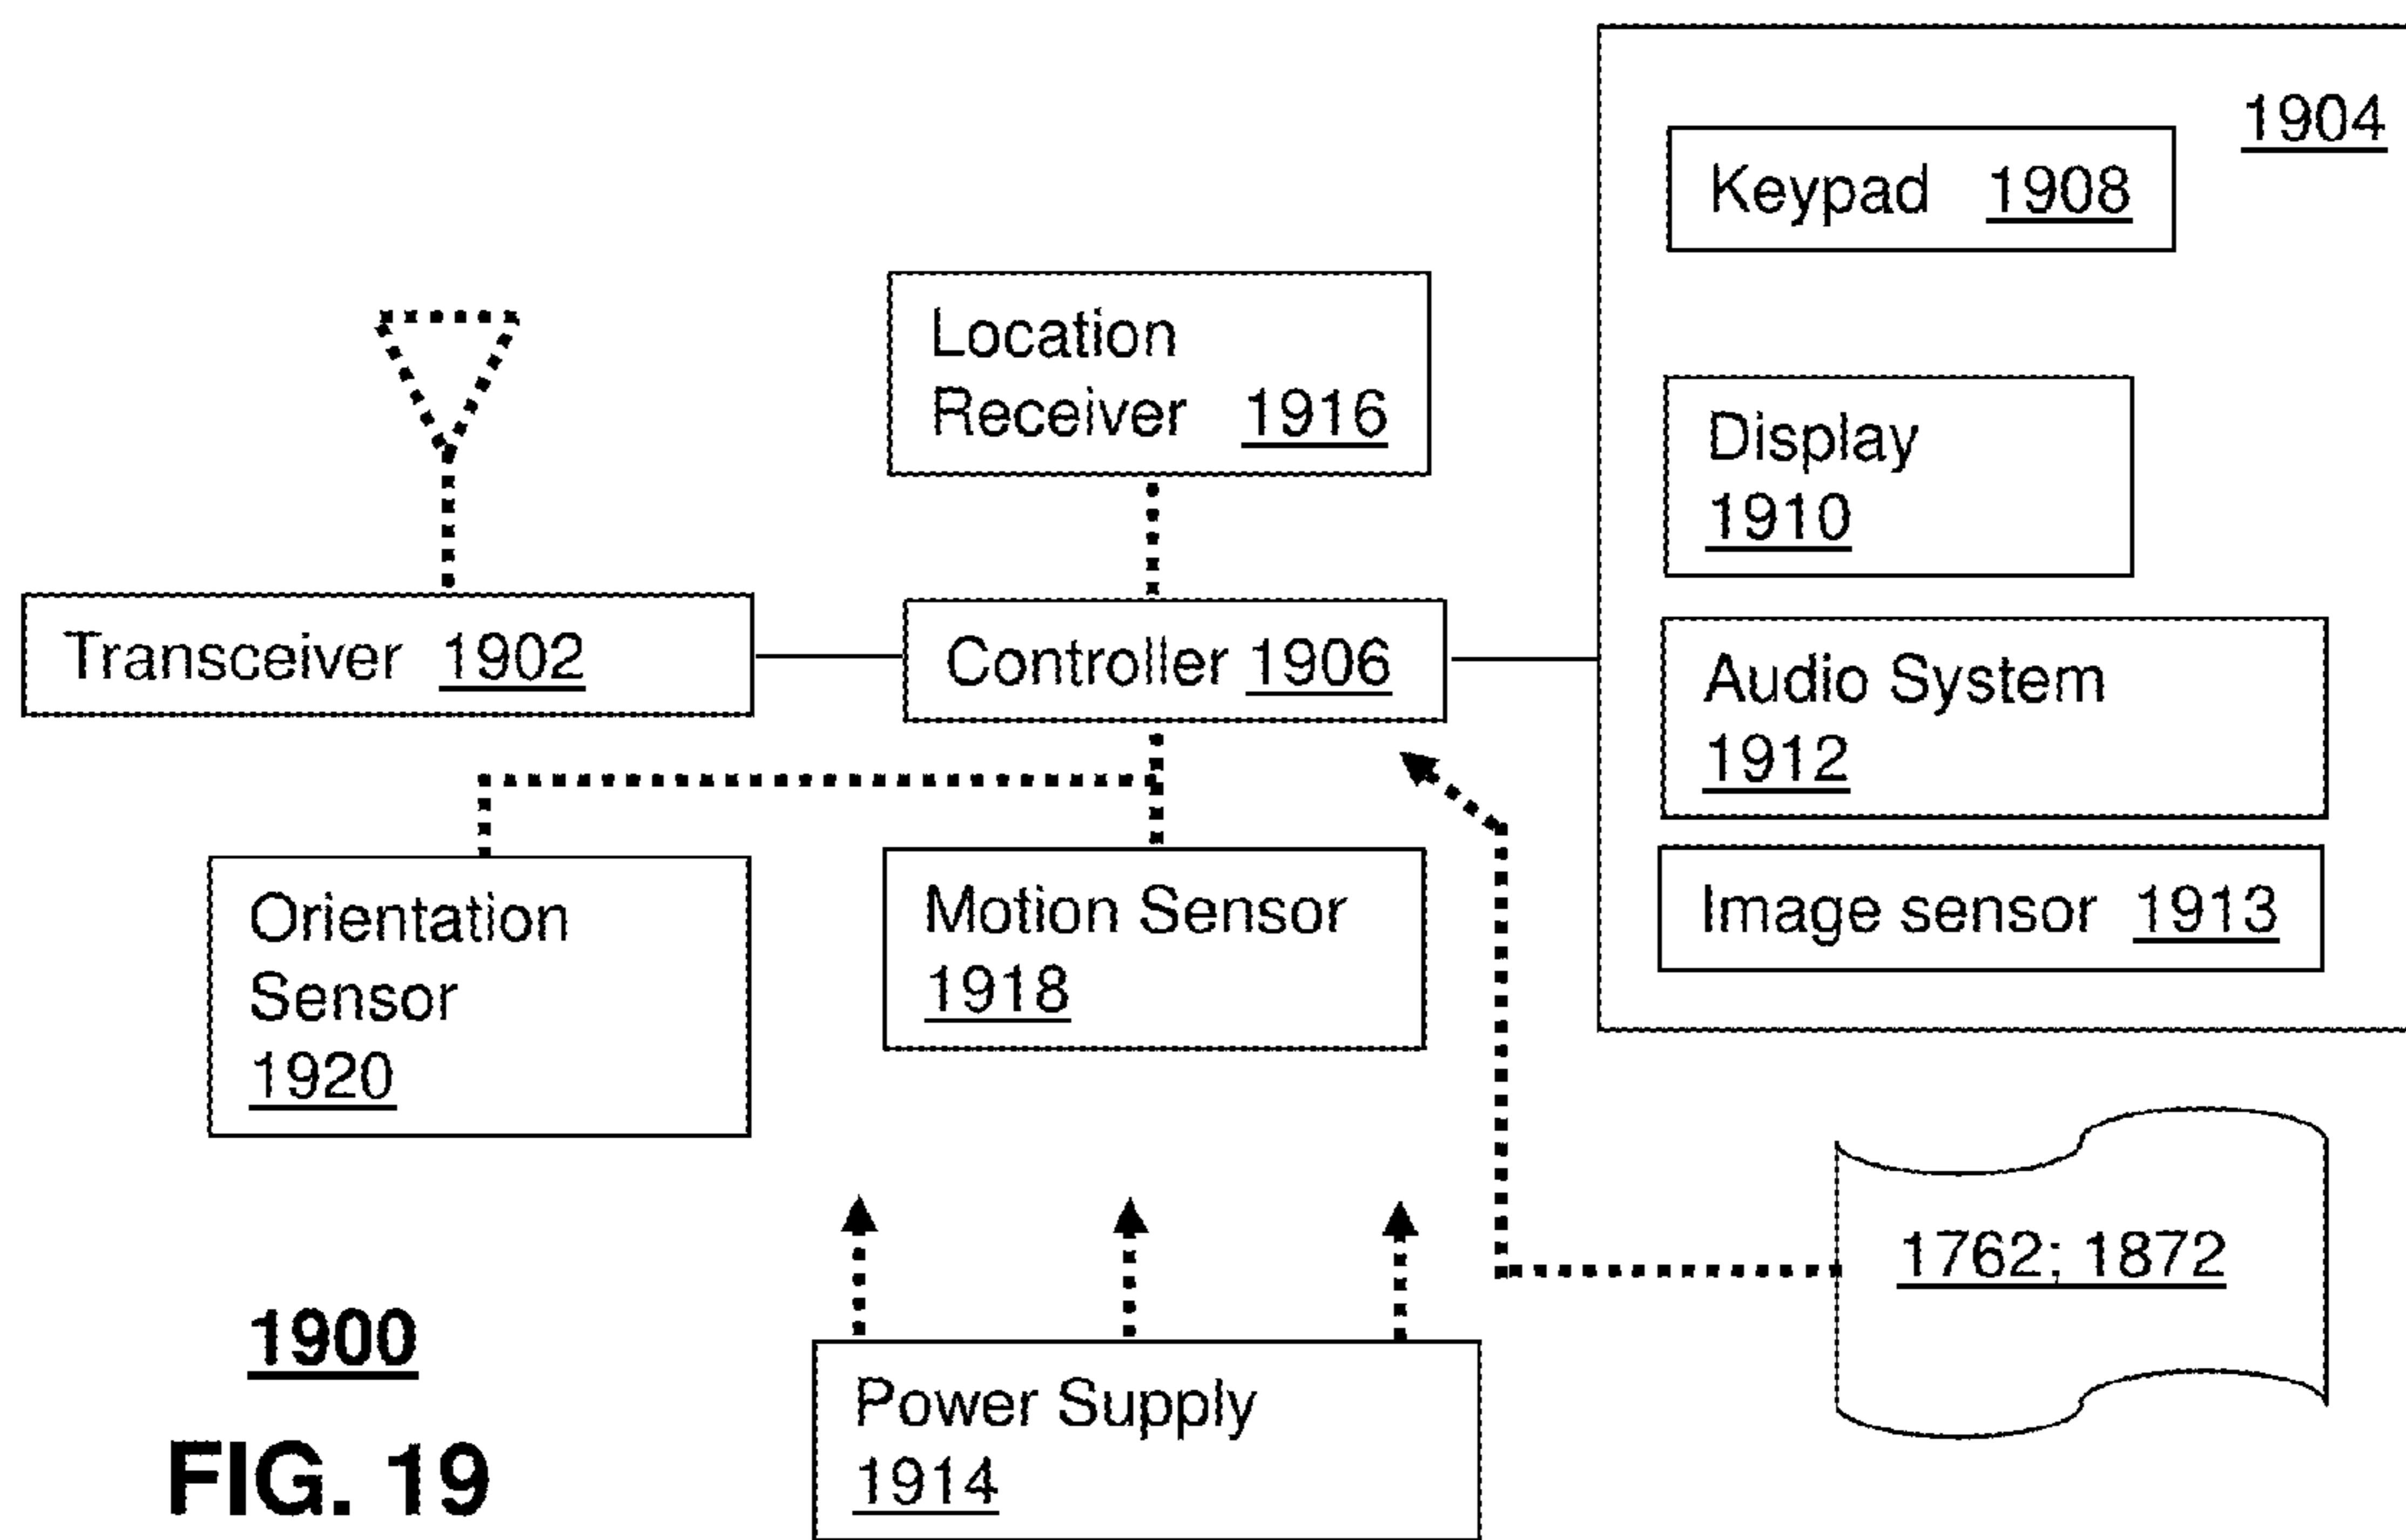 1904
Keypad 1908
Location
Receiver 1916
Display
1910
Transceiver 1902
Controller 1906
Audio System
1912
Orientation
Sensor
1920
Motion Sensor
1918
Image sensor 1913
1762; 1872
Power Supply
1914
1900
FIG. 19